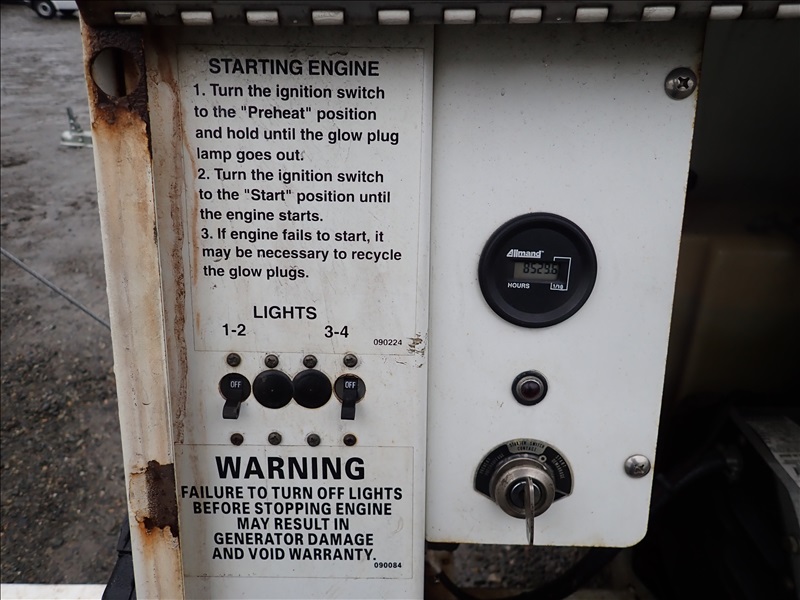 STARTING ENGINE
1. Turn the ignition switch
to the "Preheat" position
and hold until the glow plug
lamp goes out.
2. Turn the ignition switch
to the "Start" position until
the engine starts.
3. If engine fails to start, it
may be necessary to recycle
the glow plugs.
LIGHTS
1-2 3-4
090224
OFF OFF
WARNING
FAILURE TO TURN OFF LIGHTS
BEFORE STOPPING ENGINE
MAY RESULT IN
GENERATOR DAMAGE
AND VOID WARRANTY.
090084
Allmand
8529.6
HOURS 1/10